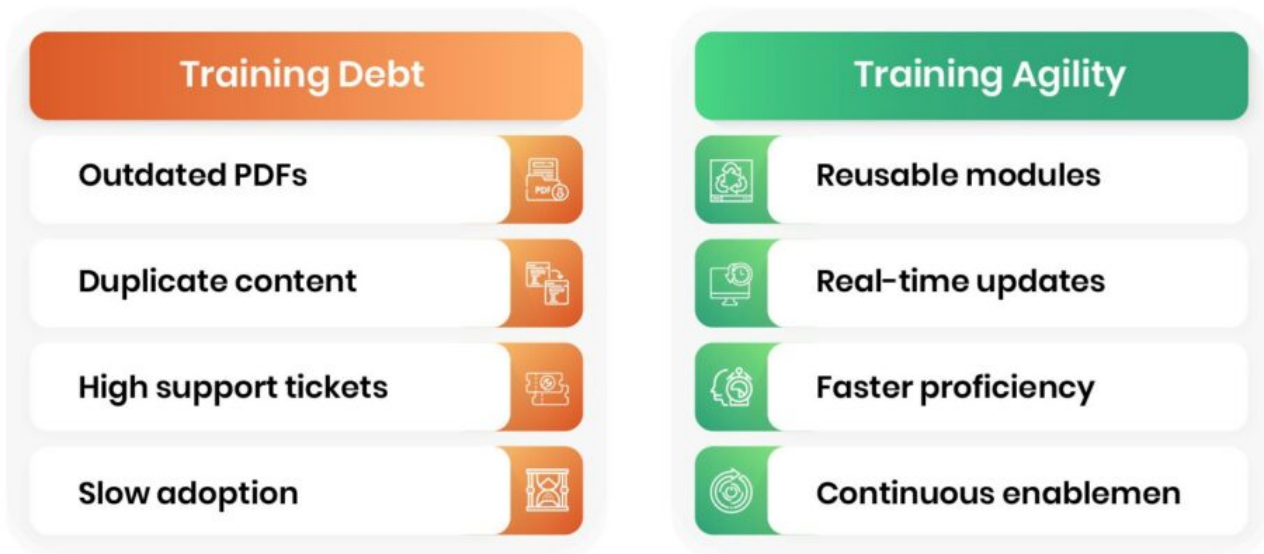 Training Debt
Outdated PDFs
Duplicate content
High support tickets
Slow adoption
Training Agility
Reusable modules
Real-time updates
Faster proficiency
Continuous enablemen
PDF